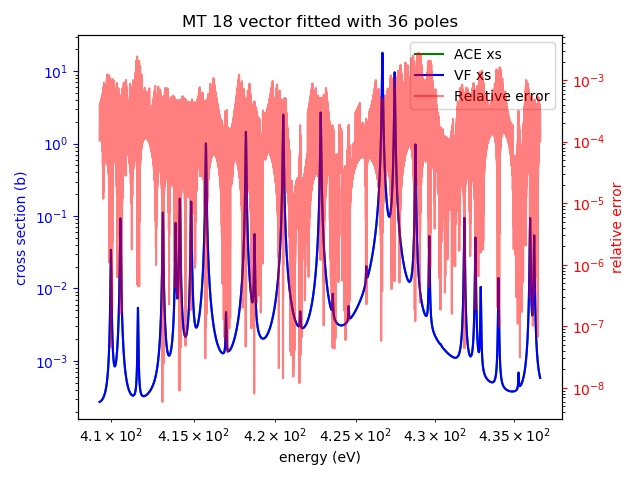 MT 18 vector fitted with 36 poles
ACE xs
VF xs
Relative error
10¹
10⁰
10⁻¹
10⁻²
10⁻³
cross section (b)
10⁻³
10⁻⁴
10⁻⁵
10⁻⁶
10⁻⁷
10⁻⁸
relative error
4.1 × 10² 4.15 × 10² 4.2 × 10² 4.25 × 10² 4.3 × 10² 4.35 × 10²
energy (eV)